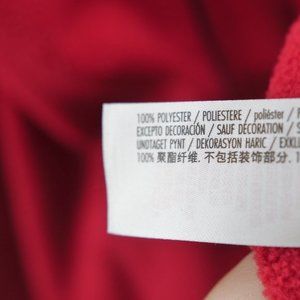 100% POLYESTER / POLIESTERE / poliéster /
EXCEPTO DECORACIÓN / SAUF DÉCORATION /
UNDTAGET PYNT / DEKORASYON HARIC /
100% 聚酯纤维, 不包括装饰部分,